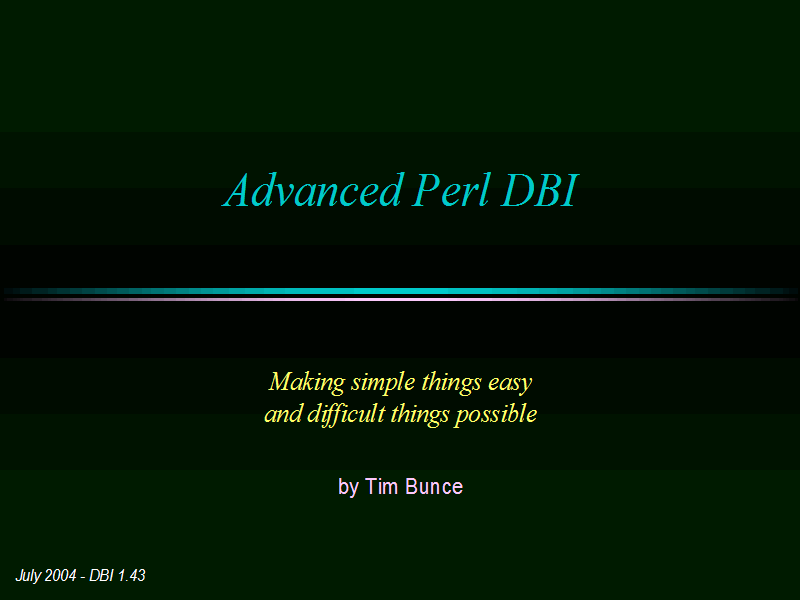 Advanced Perl DBI
Making simple things easy
and difficult things possible
by Tim Bunce
July 2004 - DBI 1.43